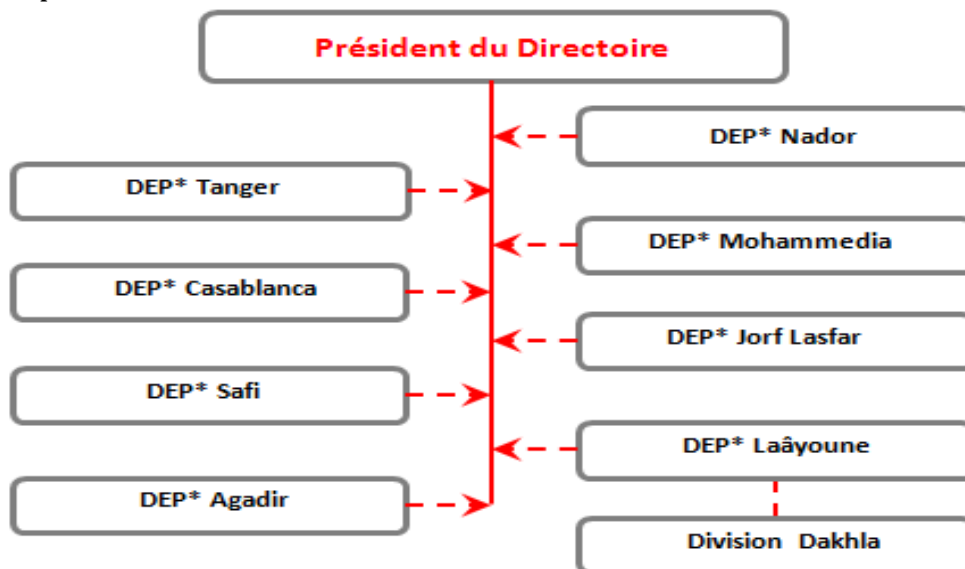 Président du Directoire
DEP* Nador
DEP* Tanger
DEP* Mohammedia
DEP* Casablanca
DEP* Jorf Lasfar
DEP* Safi
DEP* Laâyoune
DEP* Agadir
Division Dakhla